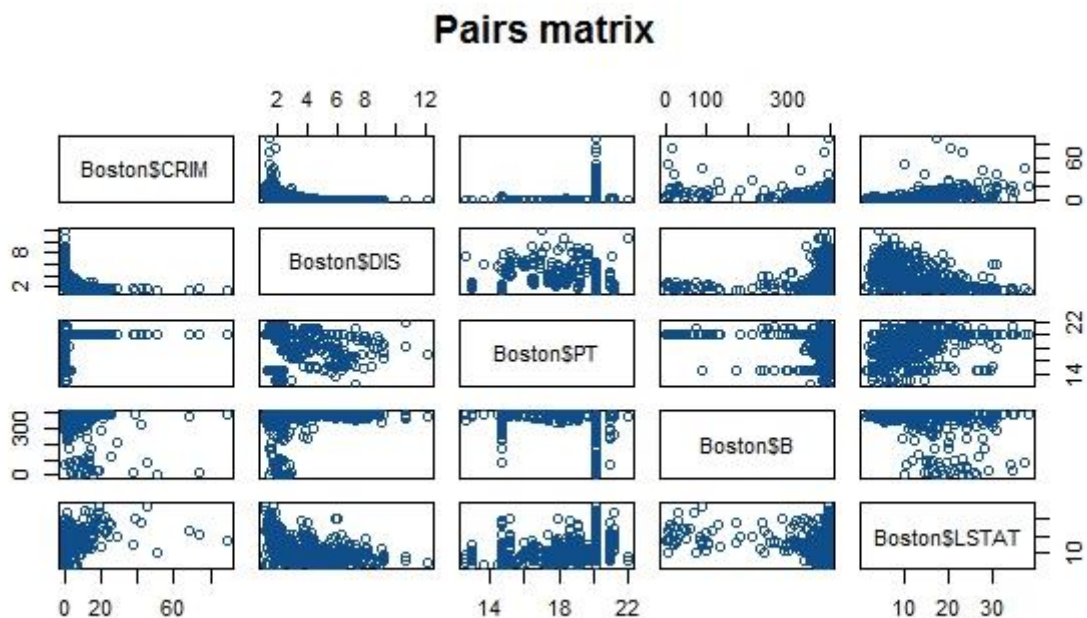 Pairs matrix
2 4 6 8 12 0 100 300
Boston$CRIM 0 60
2 8 Boston$DIS
Boston$PT 14 22
0 300 Boston$B
Boston$LSTAT 10
0 20 60 14 18 22 10 20 30